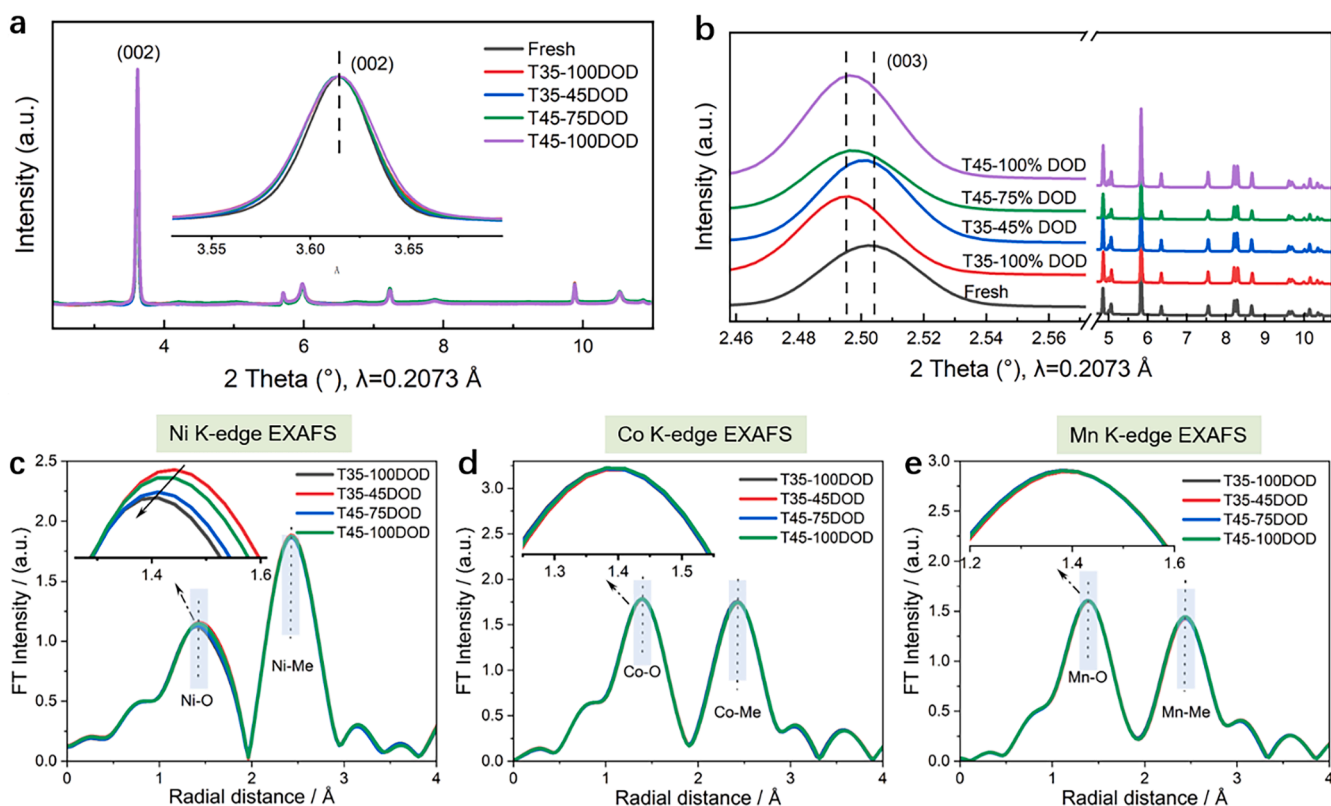 a
(002)
(002)
Fresh
T35-100DOD
T35-45DOD
T45-75DOD
T45-100DOD
Intensity (a.u.)
3.55 3.60 3.65
Å
4 6 8 10
2 Theta (°), λ=0.2073 Å
b
(003)
T45-100% DOD
T45-75% DOD
T35-45% DOD
T35-100% DOD
Fresh
Intensity (a.u.)
2.46 2.48 2.50 2.52 2.54 2.56 5 6 7 8 9 10
2 Theta (°), λ=0.2073 Å
Ni K-edge EXAFS
c
2.5
2.0
1.5
1.0
0.5
0.0
FT Intensity / (a.u.)
T35-100DOD
T35-45DOD
T45-75DOD
T45-100DOD
1.4 1.6
Ni-O
Ni-Me
0 1 2 3 4
Radial distance / Å
Co K-edge EXAFS
d
3.0
2.5
2.0
1.5
1.0
0.5
0.0
FT Intensity / (a.u.)
T35-100DOD
T35-45DOD
T45-75DOD
T45-100DOD
1.3 1.4 1.5
Co-O
Co-Me
0 1 2 3 4
Radial distance / Å
Mn K-edge EXAFS
e
3.0
2.5
2.0
1.5
1.0
0.5
0.0
FT Intensity / (a.u.)
T35-100DOD
T35-45DOD
T45-75DOD
T45-100DOD
1.2 1.4 1.6
Mn-O
Mn-Me
0 1 2 3 4
Radial distance / Å